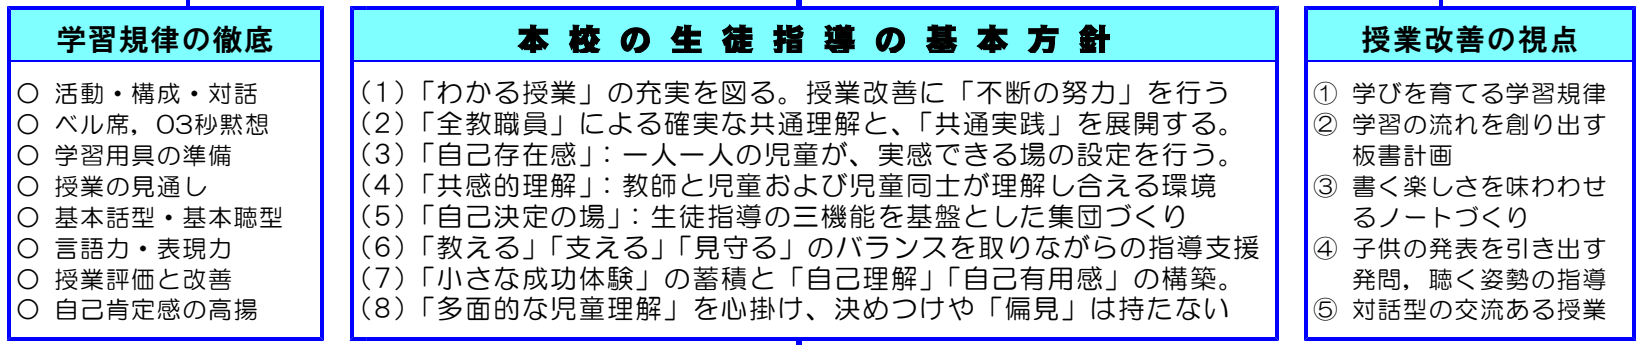 学習規律の徹底
○ 活動・構成・対話
○ ベル席，03秒黙想
○ 学習用具の準備
○ 授業の見通し
○ 基本話型・基本聴型
○ 言語力・表現力
○ 授業評価と改善
○ 自己肯定感の高揚
本校の生徒指導の基本方針
(1)「わかる授業」の充実を図る。授業改善に「不断の努力」を行う
(2)「全教職員」による確実な共通理解と、「共通実践」を展開する。
(3)「自己存在感」：一人一人の児童が、実感できる場の設定を行う。
(4)「共感的理解」：教師と児童および児童同士が理解し合える環境
(5)「自己決定の場」：生徒指導の三機能を基盤とした集団づくり
(6)「教える」「支える」「見守る」のバランスを取りながらの指導支援
(7)「小さな成功体験」の蓄積と「自己理解」「自己有用感」の構築。
(8)「多面的な児童理解」を心掛け、決めつけや「偏見」は持たない
授業改善の視点
① 学びを育てる学習規律
② 学習の流れを創り出す
板書計画
③ 書く楽しさを味わわせ
るノートづくり
④ 子供の発表を引き出す
発問，聴く姿勢の指導
⑤ 対話型の交流ある授業